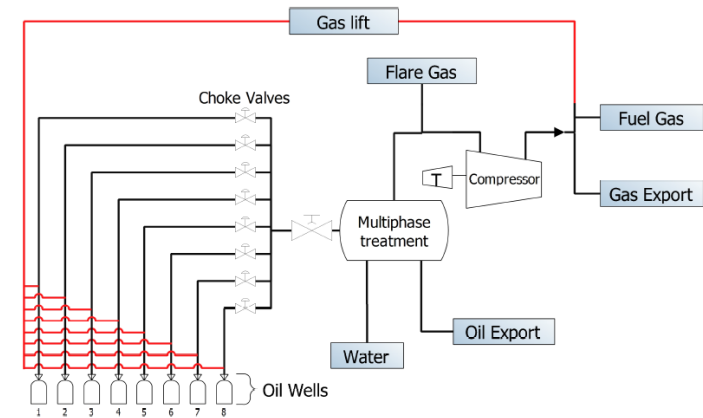 Gas lift
Flare Gas
Choke Valves
Fuel Gas
T
Compressor
Gas Export
Multiphase
treatment
Oil Export
Water
Oil Wells
1 2 3 4 5 6 7 8